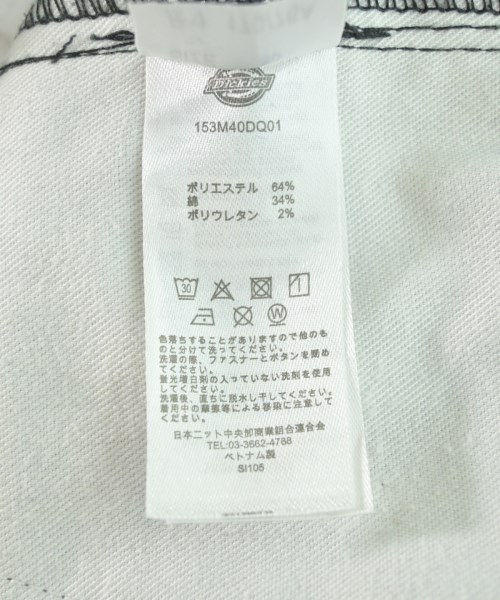 Dickies
153M40DQ01
ポリエステル 64%
綿 34%
ポリウレタン 2%
30
W
色落ちすることがありますので他のも
のと分けて洗ってください。
洗濯の際、ファスナーとボタンを閉め
てください。
蛍光増白剤の入っていない洗剤を使用
してください。
洗濯後、直ちに脱水し干してください。
着用中の摩擦等による移染に注意して
ください。
日本ニット中央卸商業組合連合会
TEL:03-3662-4788
ベトナム製
SI105